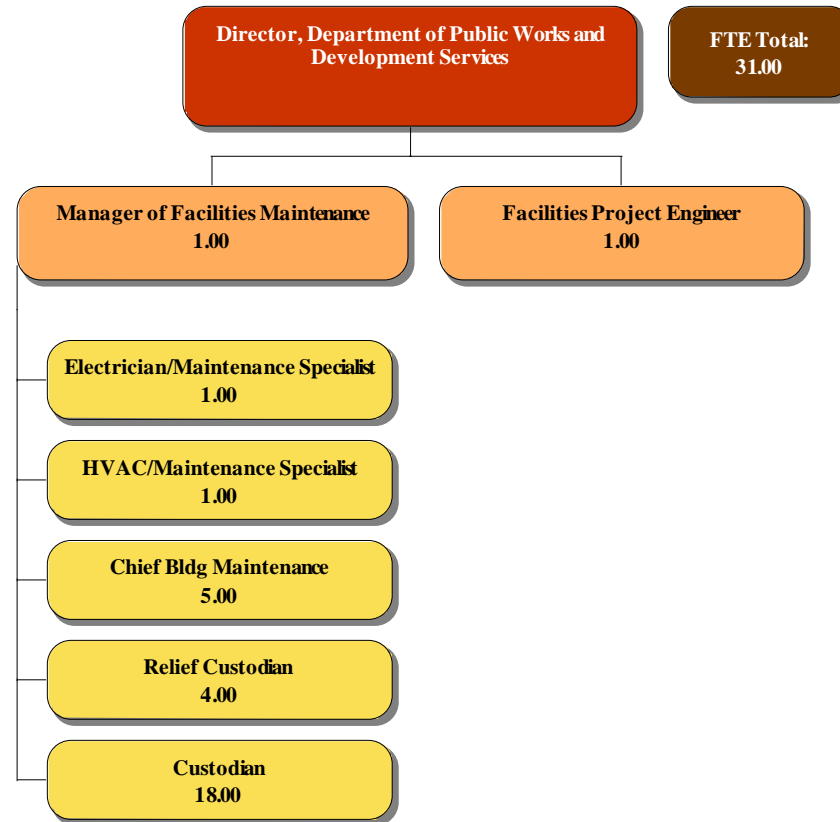 Director, Department of Public Works and
Development Services
FTE Total:
31.00
Manager of Facilities Maintenance
1.00
Facilities Project Engineer
1.00
Electrician/Maintenance Specialist
1.00
HVAC/Maintenance Specialist
1.00
Chief Bldg Maintenance
5.00
Relief Custodian
4.00
Custodian
18.00